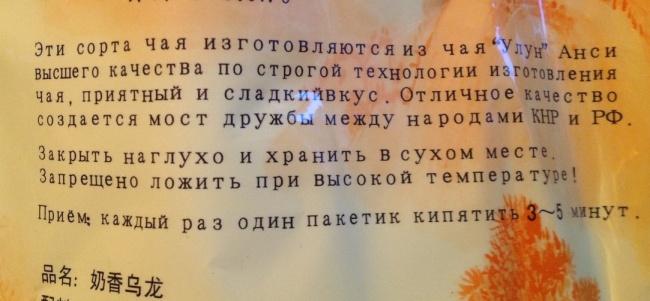 Эти сорта чая изготовляются из чая "Улун" Анси
высшего качества по строгой технологии изготовления
чая, приятный и сладкийвкус. Отличное качество
создается мост дружбы между народами КНР и РФ.
Закрыть наглухо и хранить в сухом месте.
Запрещено ложить при высокой температуре!
Приём: каждый раз один пакетик кипятить 3～5 минут.
品名: 奶香乌龙